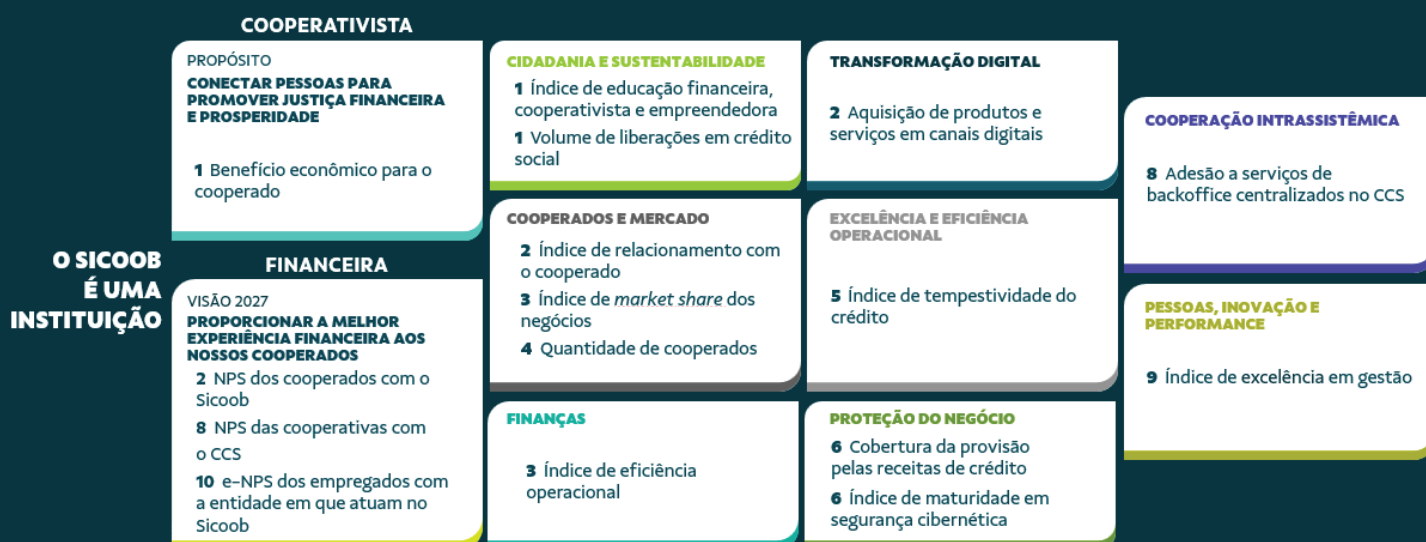 O SICOOB
É UMA
INSTITUIÇÃO
COOPERATIVISTA
PROPÓSITO
CONECTAR PESSOAS PARA
PROMOVER JUSTIÇA FINANCEIRA
E PROSPERIDADE
1 Benefício econômico para o
cooperado
FINANCEIRA
VISÃO 2027
PROPORCIONAR A MELHOR
EXPERIÊNCIA FINANCEIRA AOS
NOSSOS COOPERADOS
2 NPS dos cooperados com o
Sicoob
8 NPS das cooperativas com
o CCS
10 e-NPS dos empregados com
a entidade em que atuam no
Sicoob
CIDADANIA E SUSTENTABILIDADE
1 Índice de educação financeira,
cooperativista e empreendedora
1 Volume de liberações em crédito
social
COOPERADOS E MERCADO
2 Índice de relacionamento com
o cooperado
3 Índice de market share dos
negócios
4 Quantidade de cooperados
FINANÇAS
3 Índice de eficiência
operacional
TRANSFORMAÇÃO DIGITAL
2 Aquisição de produtos e
serviços em canais digitais
EXCELÊNCIA E EFICIÊNCIA
OPERACIONAL
5 Índice de tempestividade do
crédito
PROTEÇÃO DO NEGÓCIO
6 Cobertura da provisão
pelas receitas de crédito
6 Índice de maturidade em
segurança cibernética
COOPERAÇÃO INTRASSISTÊMICA
8 Adesão a serviços de
backoffice centralizados no CCS
PESSOAS, INOVAÇÃO E
PERFORMANCE
9 Índice de excelência em gestão